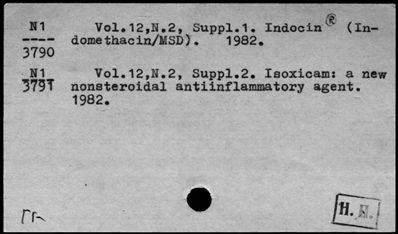 N1 Vol.12,N.2, Suppl.1. Indocin® (In-
---- domethacin/MSD). 1982.
3790
N1 Vol.12,N.2, Suppl.2. Isoxicam: a new
3791 nonsteroidal antiinflammatory agent.
1982.
H. H.